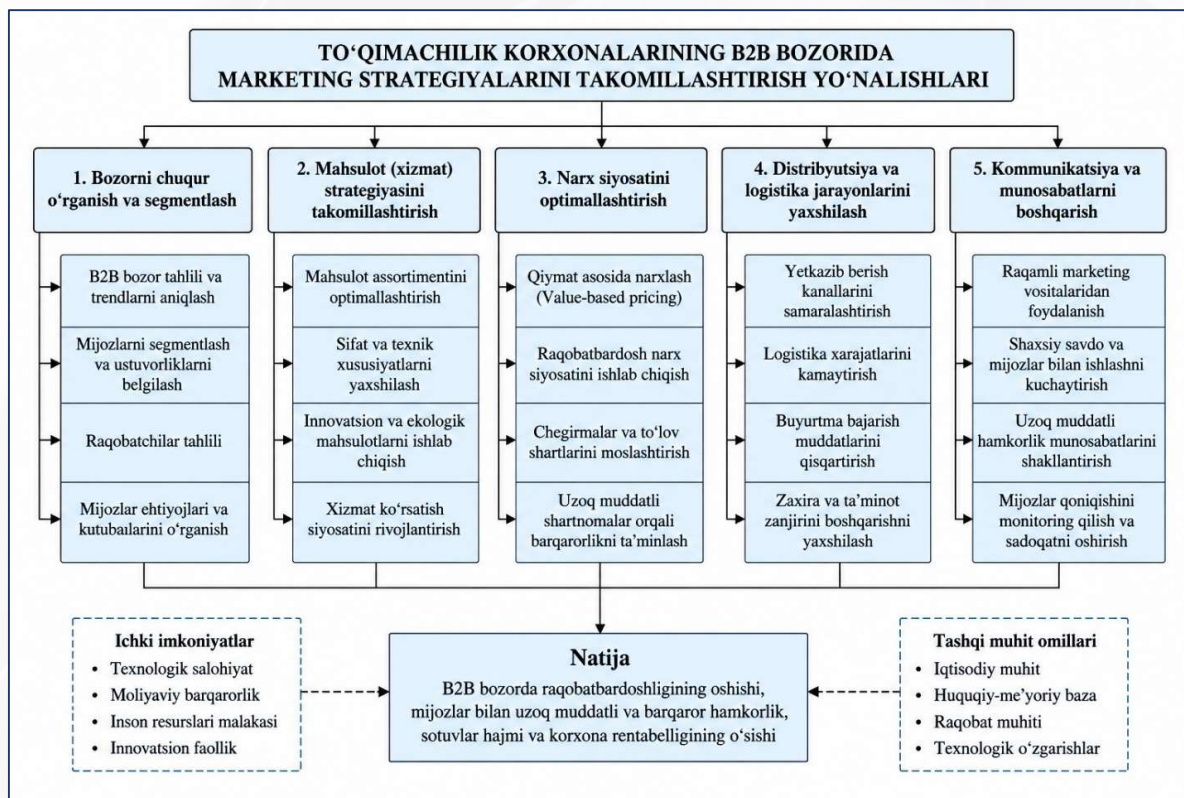 TO‘QIMACHILIK KORXONALARINING B2B BOZORIDA
MARKETING STRATEGIYALARINI TAKOMILLASHTIRISH YO‘NALISHLARI
1. Bozorni chuqur
o‘rganish va segmentlash
B2B bozor tahlili va
trendlarni aniqlash
Mijozlarni segmentlash
va ustuvorliklarni
belgilash
Raqobatchilar tahlili
Mijozlar ehtiyojlari va
kutubalarini o‘rganish
2. Mahsulot (xizmat)
strategiyasini
takomillashtirish
Mahsulot assortimentini
optimallashtirish
Sifat va texnik
xususiyatlarni
yaxshilash
Innovatsion va ekologik
mahsulotlarni ishlab
chiqish
Xizmat ko‘rsatish
siyosatini rivojlantirish
3. Narx siyosatini
optimallashtirish
Qiymat asosida narxlash
(Value-based pricing)
Raqobatbardosh narx
siyosatini ishlab chiqish
Chegirmalar va to‘lov
shartlarini moslashtirish
Uzoq muddatli
shartnomalar orqali
barqarorlikni ta’minlash
4. Distribyutsiya va
logistika jarayonlarini
yaxshilash
Yetkazib berish
kanallarini
samaralashtirish
Logistika xarajatlarini
kamaytirish
Buyurtma bajarish
muddatlarini
qisqartirish
Zaxira va ta’minot
zanjirini boshqarishni
yaxshilash
5. Kommunikatsiya va
munosabatlarni
boshqarish
Raqamli marketing
vositalaridan
foydalanish
Shaxsiy savdo va
mijozlar bilan ishlashni
kuchaytirish
Uzoq muddatli
hamkorlik munosabatlarini
shakllantirish
Mijozlar qoniqishini
monitoring qilish va
sadoqatni oshirish
Ichki imkoniyatlar
• Texnologik salohiyat
• Moliyaviy barqarorlik
• Inson resurslari malakasi
• Innovatsion faollik
Natija
B2B bozorda raqobatbardoshligining oshishi,
mijozlar bilan uzoq muddatli va barqaror hamkorlik,
sotuvlar hajmi va korxona rentabelligining o‘sishi
Tashqi muhit omillari
• Iqtisodiy muhit
• Huquqiy-me’yoriy baza
• Raqobat muhiti
• Texnologik o‘zgarishlar